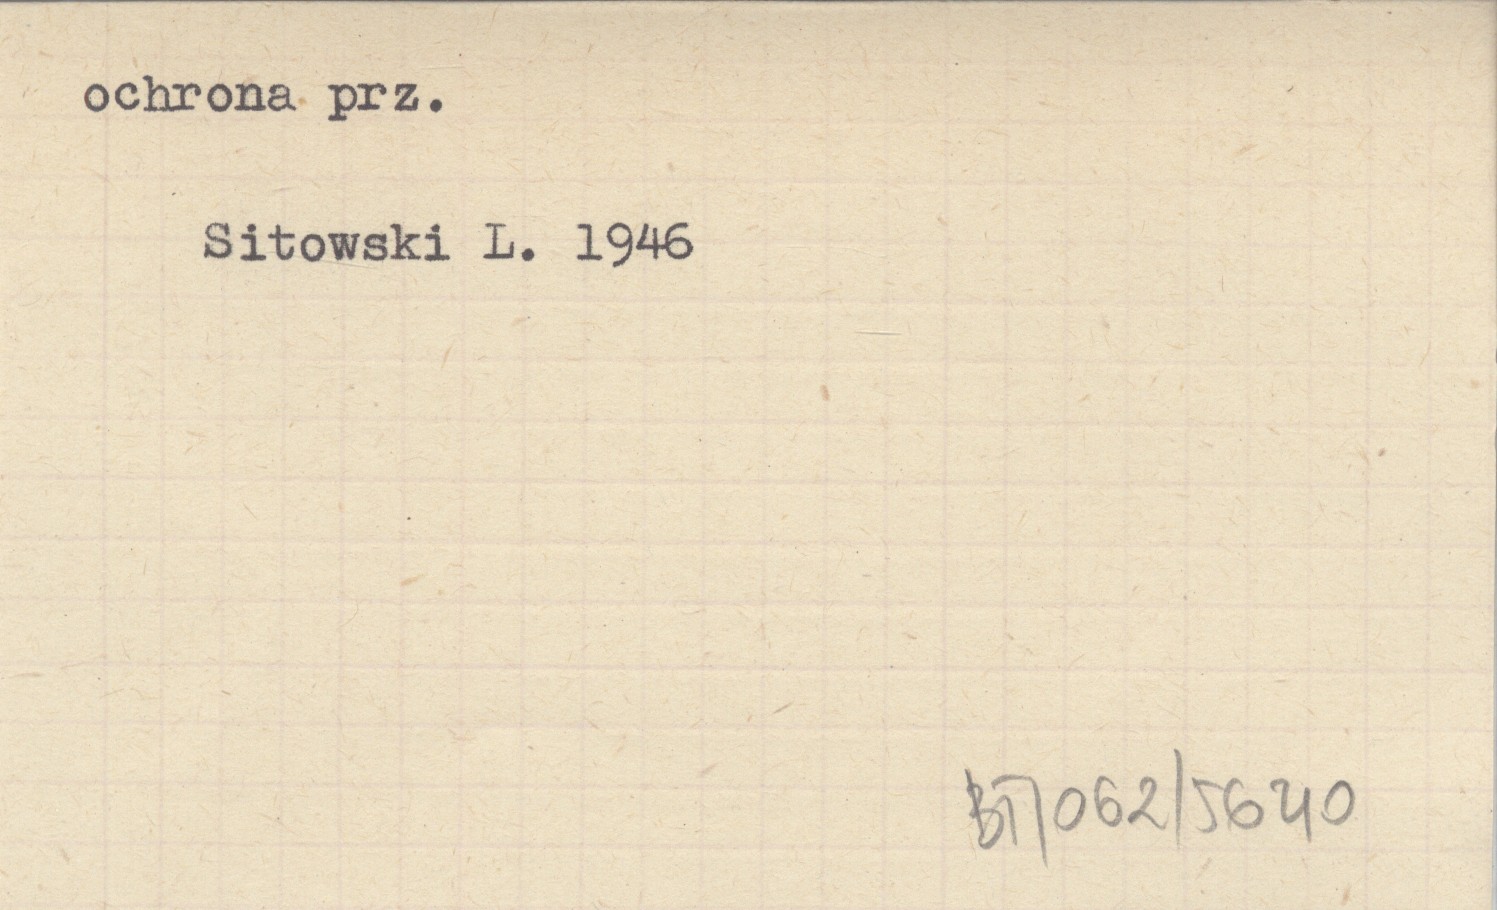 ochrona prz.
Sitowski L. 1946
BT/062/5640